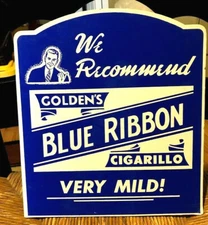 We
Recommend
GOLDEN'S
BLUE RIBBON
CIGARILLO
VERY MILD!